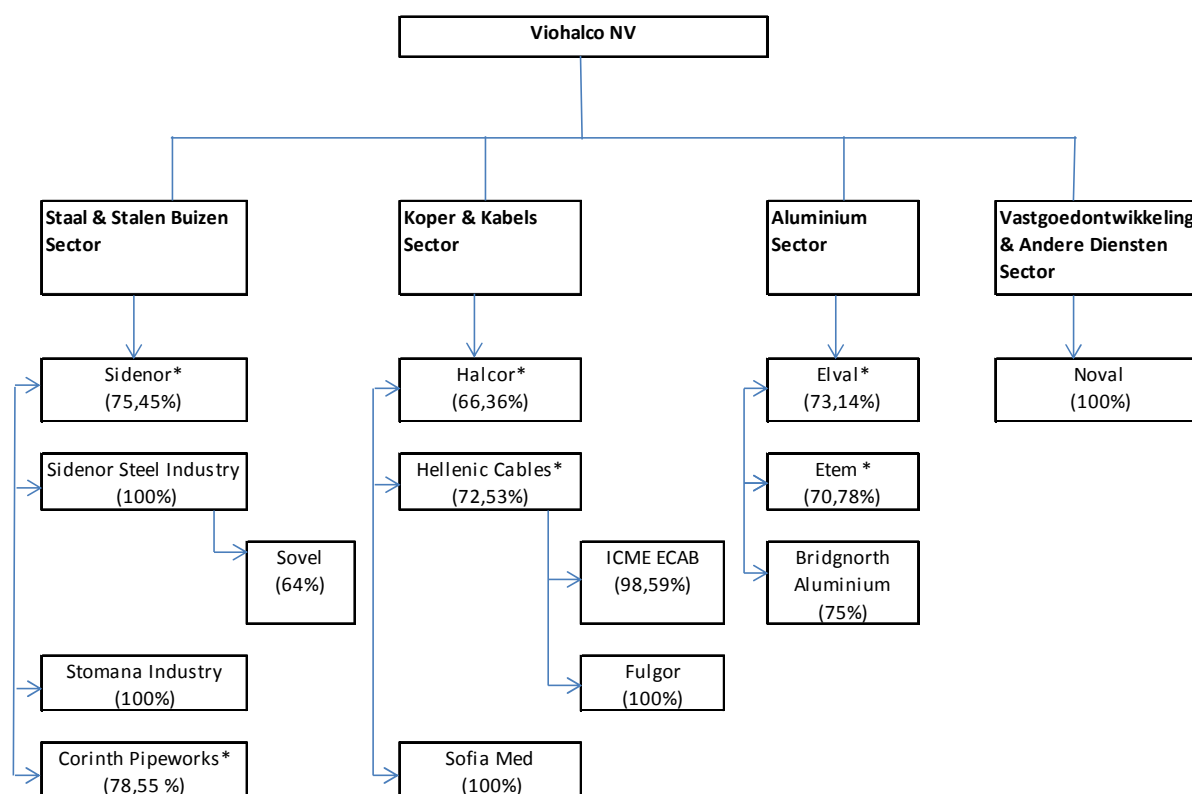 Viohalco NV
Staal & Stalen Buizen
Sector
Koper & Kabels
Sector
Aluminium
Sector
Vastgoedontwikkeling
& Andere Diensten
Sector
Sidenor*
(75,45%)
Halcor*
(66,36%)
Elval*
(73,14%)
Noval
(100%)
Sidenor Steel Industry
(100%)
Hellenic Cables*
(72,53%)
Etem *
(70,78%)
Sovel
(64%)
ICME ECAB
(98,59%)
Bridgnorth
Aluminium
(75%)
Stomana Industry
(100%)
Fulgor
(100%)
Corinth Pipeworks*
(78,55 %)
Sofia Med
(100%)